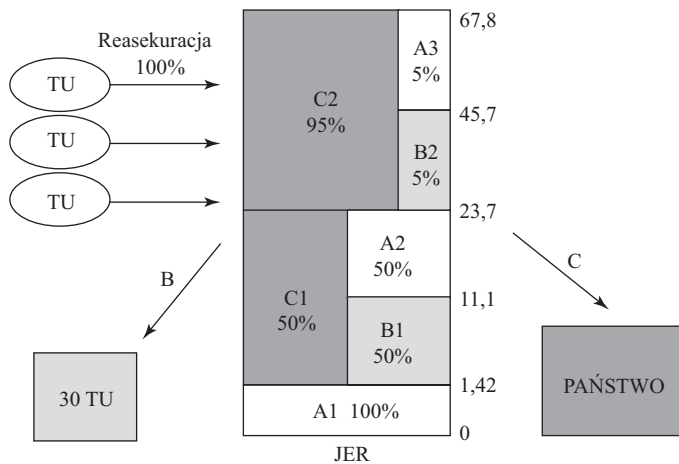 Reasekuracja
100%
TU
TU
TU
B
30 TU
C2
95%
A3
5%
B2
5%
C1
50%
A2
50%
B1
50%
A1 100%
JER
67,8
45,7
23,7
11,1
1,42
0
C
PAŃSTWO